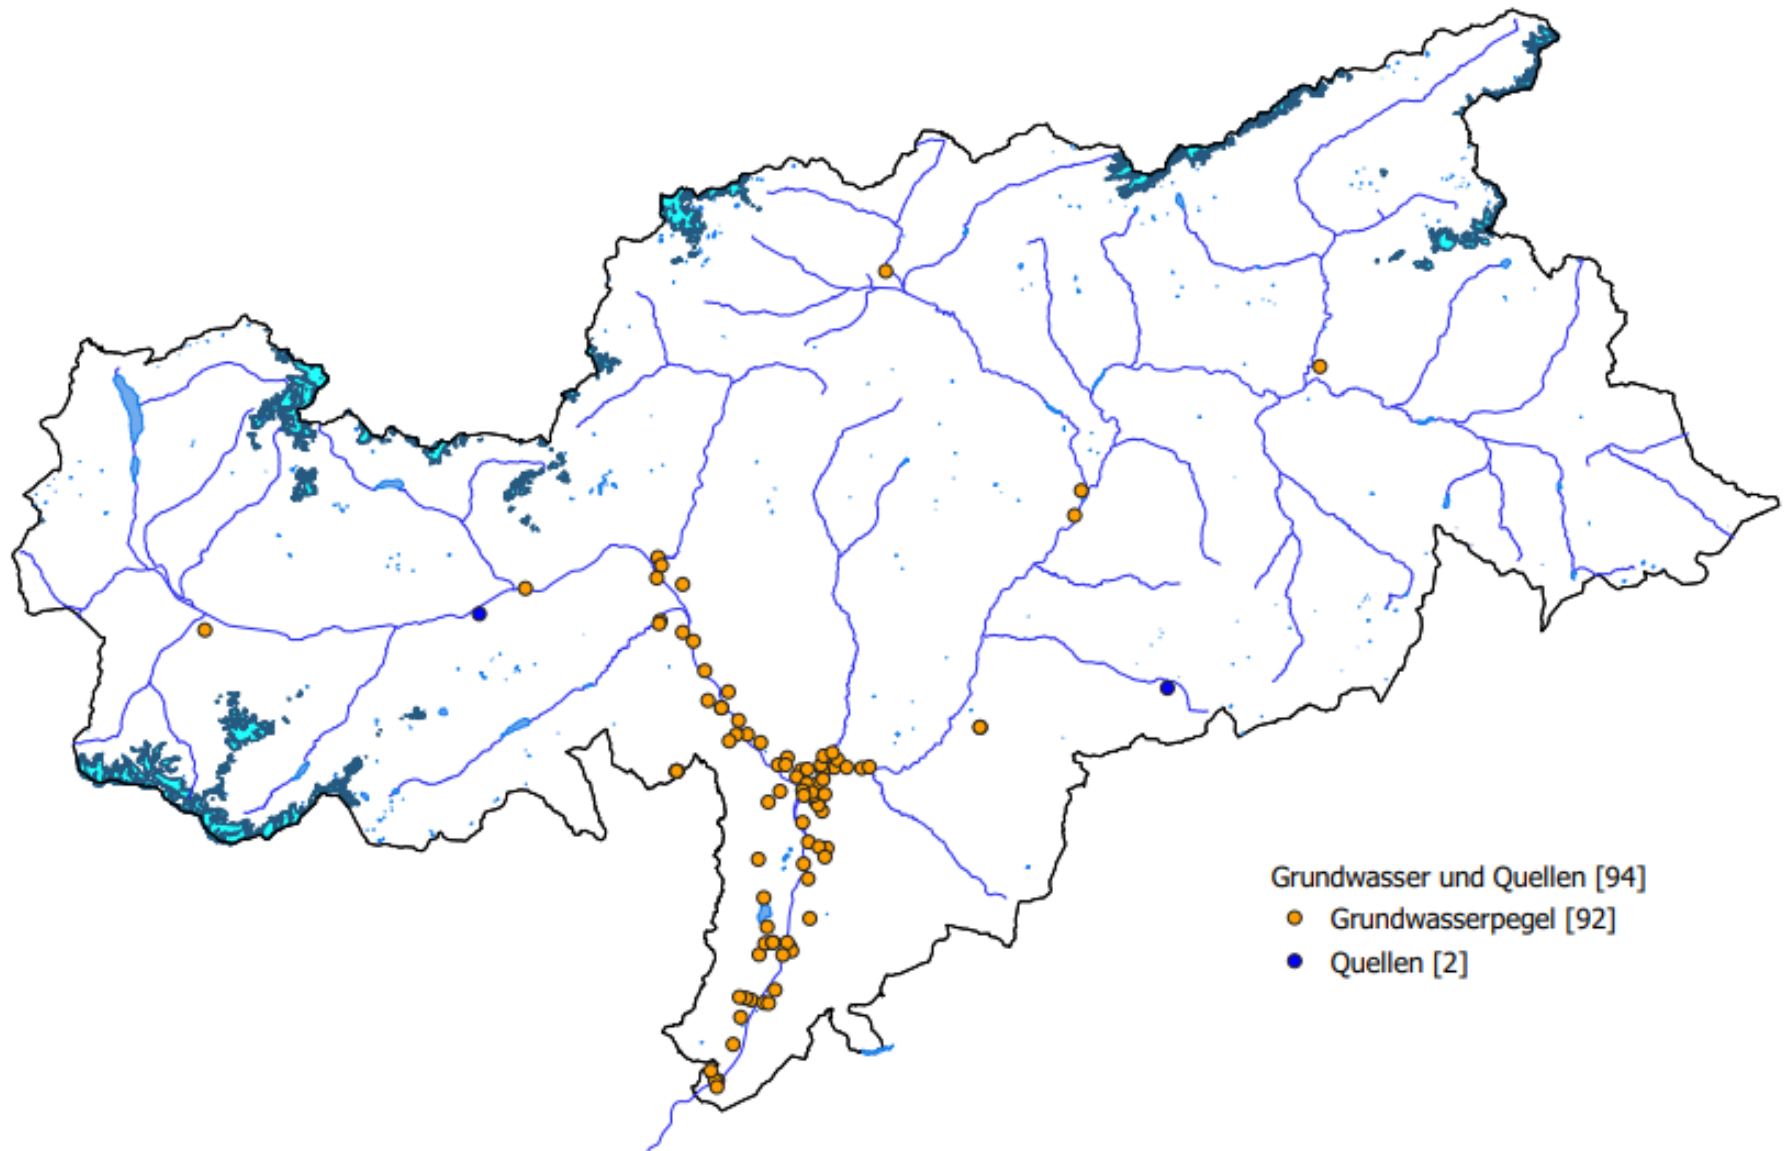 Grundwasser und Quellen [94]
Grundwasserpegel [92]
Quellen [2]